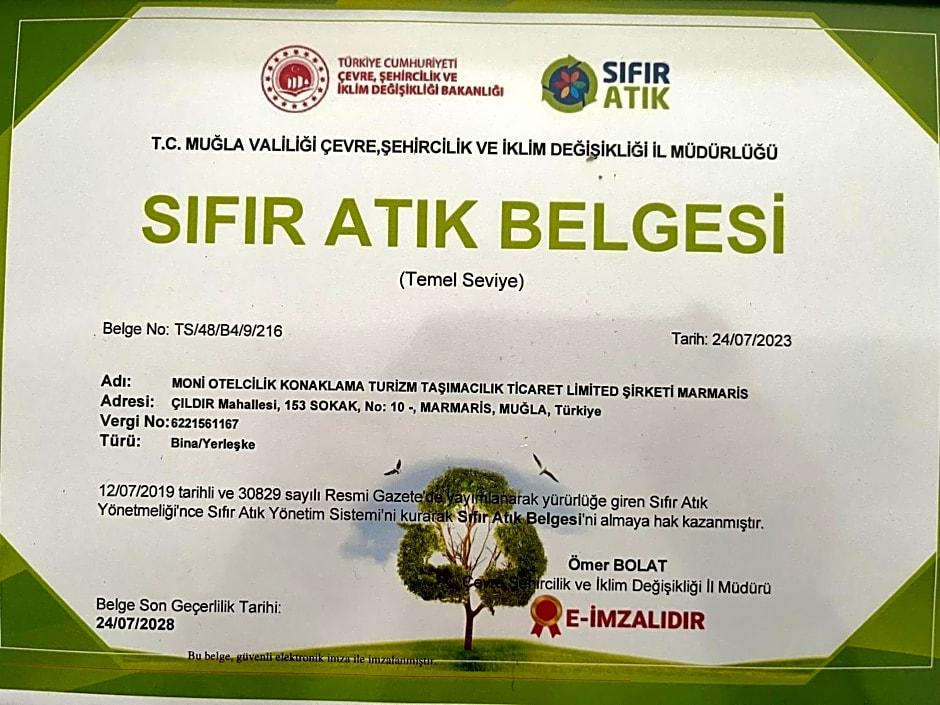 TÜRKİYE CUMHURİYETİ
ÇEVRE, ŞEHİRCİLİK VE
İKLİM DEĞİŞİKLİĞİ BAKANLIĞI
SIFIR
ATIK
T.C. MUĞLA VALİLİĞİ ÇEVRE,ŞEHİRCİLİK VE İKLİM DEĞİŞİKLİĞİ İL MÜDÜRLÜĞÜ
SIFIR ATIK BELGESİ
(Temel Seviye)
Belge No: TS/48/B4/9/216 Tarih: 24/07/2023
Adı: MONİ OTELCİLİK KONAKLAMA TURİZM TAŞIMACILIK TİCARET LİMİTED ŞİRKETİ MARMARİS
Adresi: ÇILDIR Mahallesi, 153 SOKAK, No: 10 -, MARMARİS, MUĞLA, Türkiye
Vergi No:6221561167
Türü: Bina/Yerleşke
12/07/2019 tarihli ve 30829 sayılı Resmi Gazete'de yayımlanarak yürürlüğe giren Sıfır Atık
Yönetmeliği'nce Sıfır Atık Yönetim Sistemi'ni kurarak Sıfır Atık Belgesi'ni almaya hak kazanmıştır.
Ömer BOLAT
Çevre Şehircilik ve İklim Değişikliği İl Müdürü
E-İMZALIDIR
Belge Son Geçerlilik Tarihi:
24/07/2028
Bu belge, güvenli elektronik imza ile imzalanmıştır.